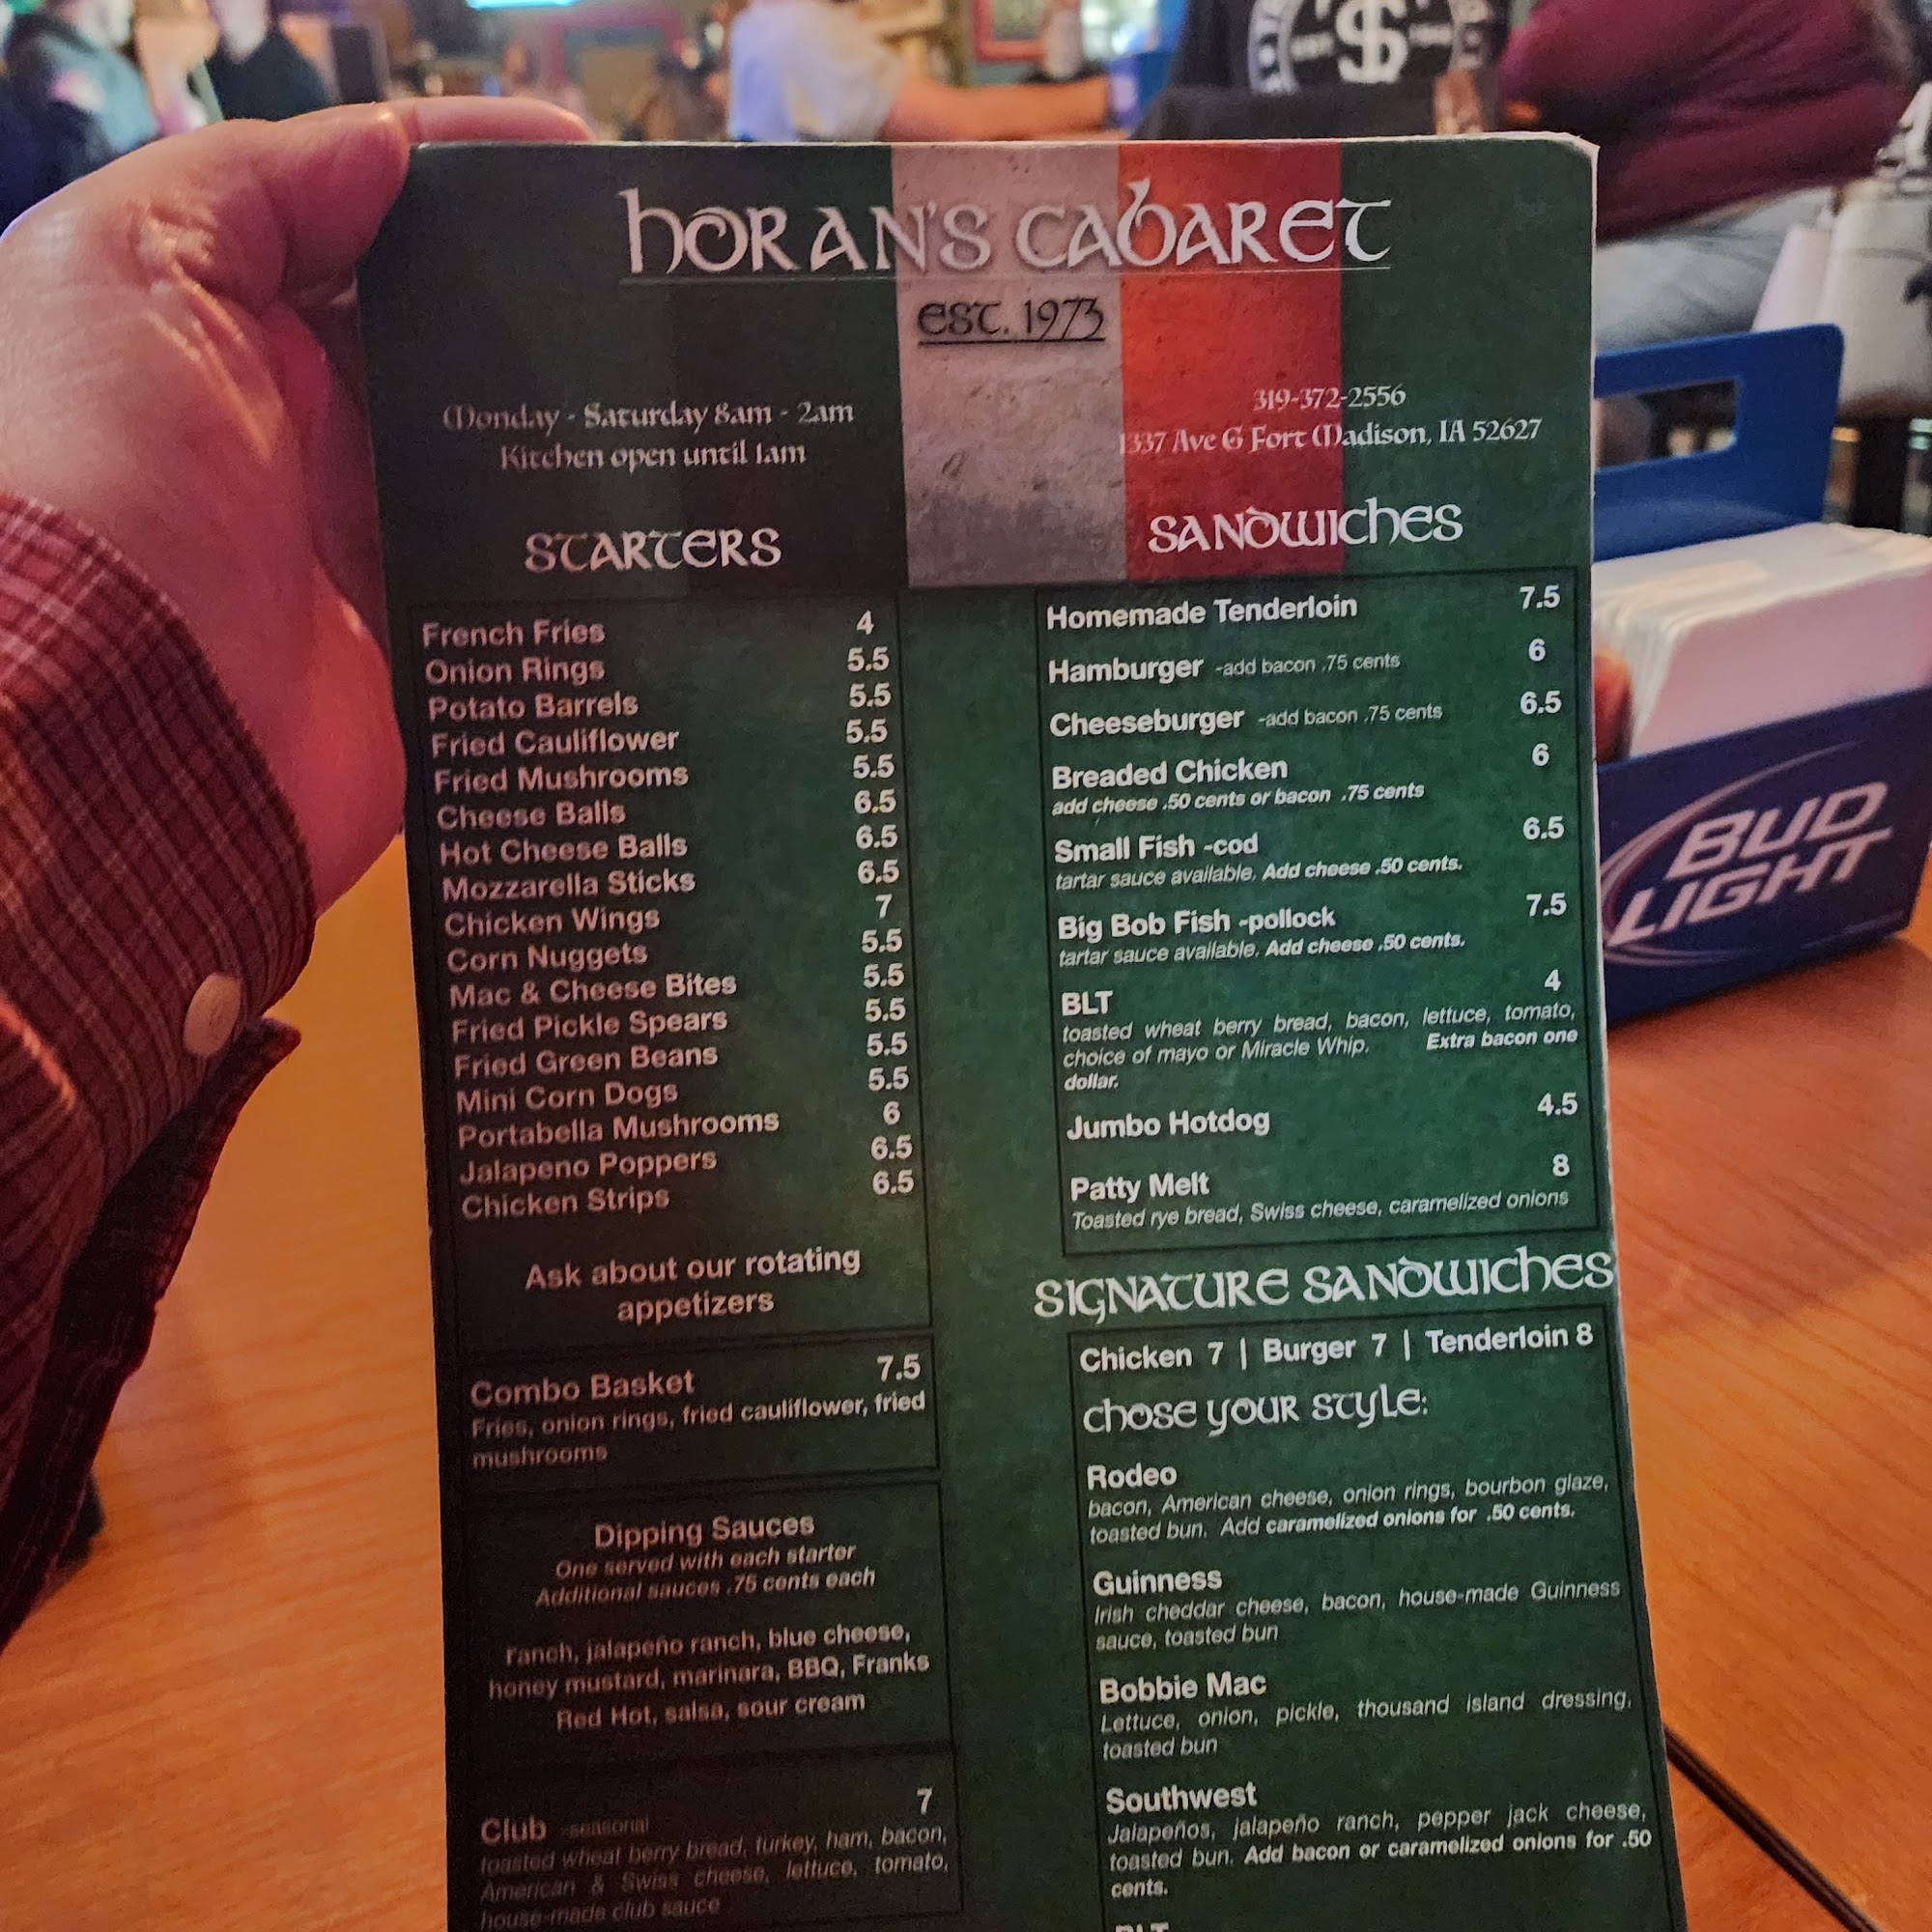 HORAN'S CABARET
EST. 1973
Monday - Saturday 8am - 2am
Kitchen open until 1am
319-372-2556
1337 Ave G Fort Madison, IA 52627
STARTERS
French Fries 4
Onion Rings 5.5
Potato Barrels 5.5
Fried Cauliflower 5.5
Fried Mushrooms 5.5
Cheese Balls 6.5
Hot Cheese Balls 6.5
Mozzarella Sticks 6.5
Chicken Wings 7
Corn Nuggets 5.5
Mac & Cheese Bites 5.5
Fried Pickle Spears 5.5
Fried Green Beans 5.5
Mini Corn Dogs 5.5
Portabella Mushrooms 6
Jalapeno Poppers 6.5
Chicken Strips 6.5
Ask about our rotating
appetizers
Combo Basket 7.5
Fries, onion rings, fried cauliflower, fried
mushrooms
Dipping Sauces
One served with each starter
Additional sauces .75 cents each
ranch, jalapeño ranch, blue cheese,
honey mustard, marinara, BBQ, Franks
Red Hot, salsa, sour cream
Club -seasonal 7
toasted wheat berry bread, turkey, ham, bacon,
American & Swiss cheese, lettuce, tomato,
house-made club sauce
SANDWICHES
Homemade Tenderloin 7.5
Hamburger -add bacon .75 cents 6
Cheeseburger -add bacon .75 cents 6.5
Breaded Chicken 6
add cheese .50 cents or bacon .75 cents
Small Fish -cod 6.5
tartar sauce available. Add cheese .50 cents.
Big Bob Fish -pollock 7.5
tartar sauce available. Add cheese .50 cents.
BLT 4
toasted wheat berry bread, bacon, lettuce, tomato,
choice of mayo or Miracle Whip. Extra bacon one
dollar.
Jumbo Hotdog 4.5
Patty Melt 8
Toasted rye bread, Swiss cheese, caramelized onions
SIGNATURE SANDWICHES
Chicken 7 | Burger 7 | Tenderloin 8
chose your style:
Rodeo
bacon, American cheese, onion rings, bourbon glaze,
toasted bun. Add caramelized onions for .50 cents.
Guinness
Irish cheddar cheese, bacon, house-made Guinness
sauce, toasted bun
Bobbie Mac
Lettuce, onion, pickle, thousand island dressing,
toasted bun
Southwest
Jalapeños, jalapeño ranch, pepper jack cheese,
toasted bun. Add bacon or caramelized onions for .50
cents.
BLT
BUD
LIGHT